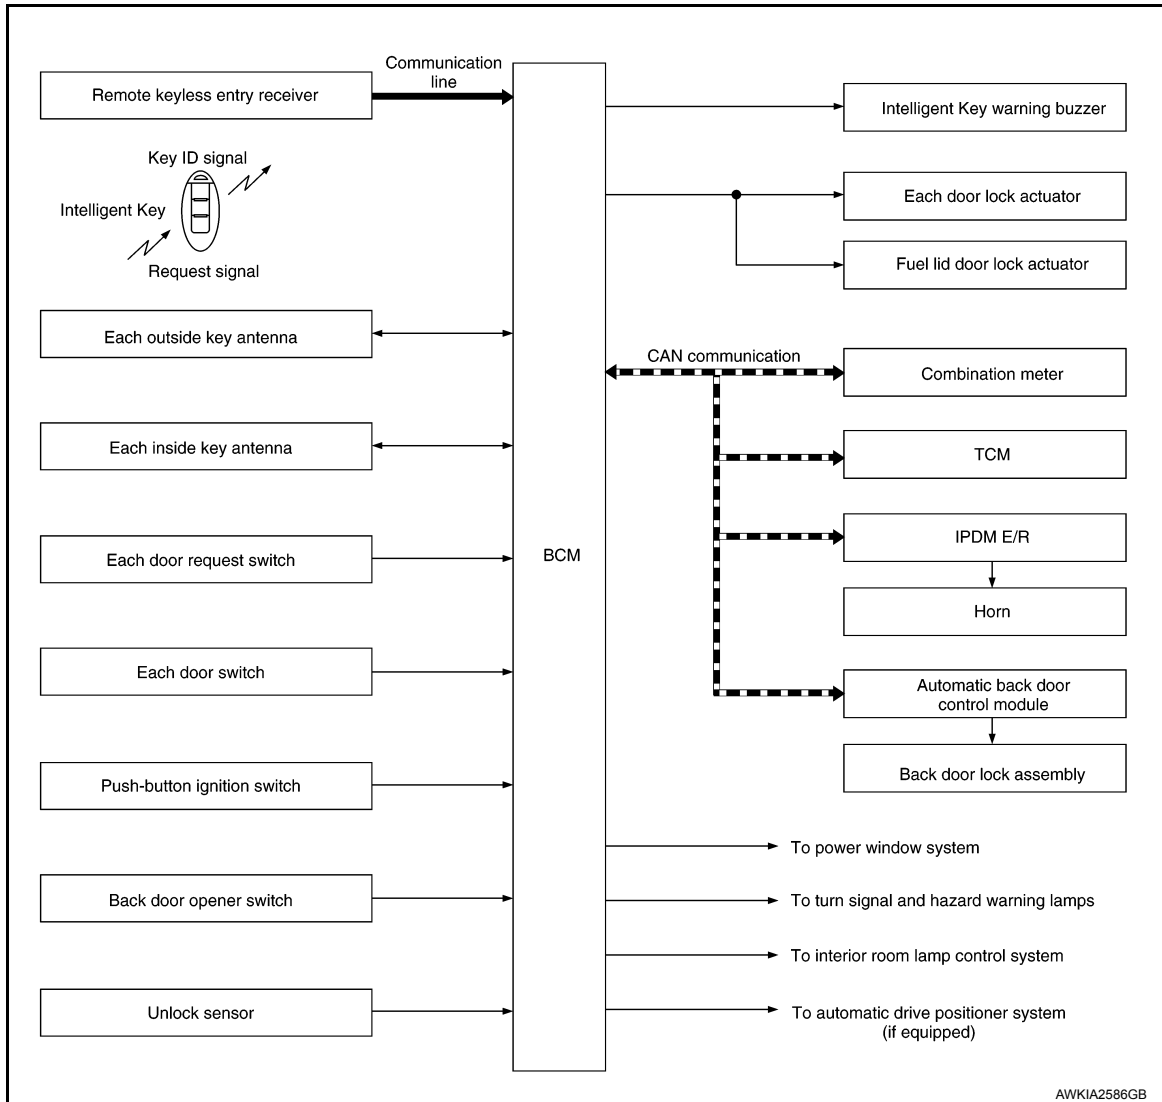 Communication
line
Remote keyless entry receiver
Key ID signal
Intelligent Key
Request signal
Each outside key antenna
Each inside key antenna
Each door request switch
Each door switch
Push-button ignition switch
Back door opener switch
Unlock sensor
BCM
Intelligent Key warning buzzer
Each door lock actuator
Fuel lid door lock actuator
CAN communication
Combination meter
TCM
IPDM E/R
Horn
Automatic back door
control module
Back door lock assembly
To power window system
To turn signal and hazard warning lamps
To interior room lamp control system
To automatic drive positioner system
(if equipped)
AWKIA2586GB